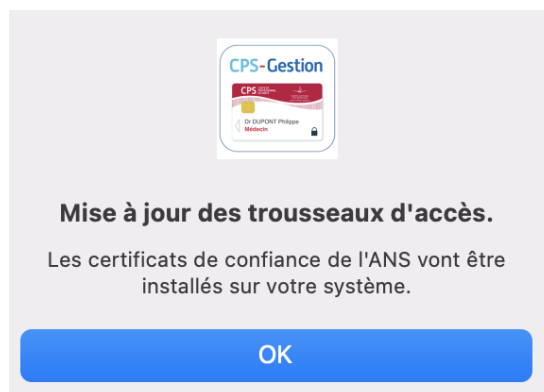 CPS-Gestion
CPS
Dr DUPONT Philippe
Médecin
Mise à jour des trousseaux d'accès.
Les certificats de confiance de l'ANS vont être
installés sur votre système.
OK